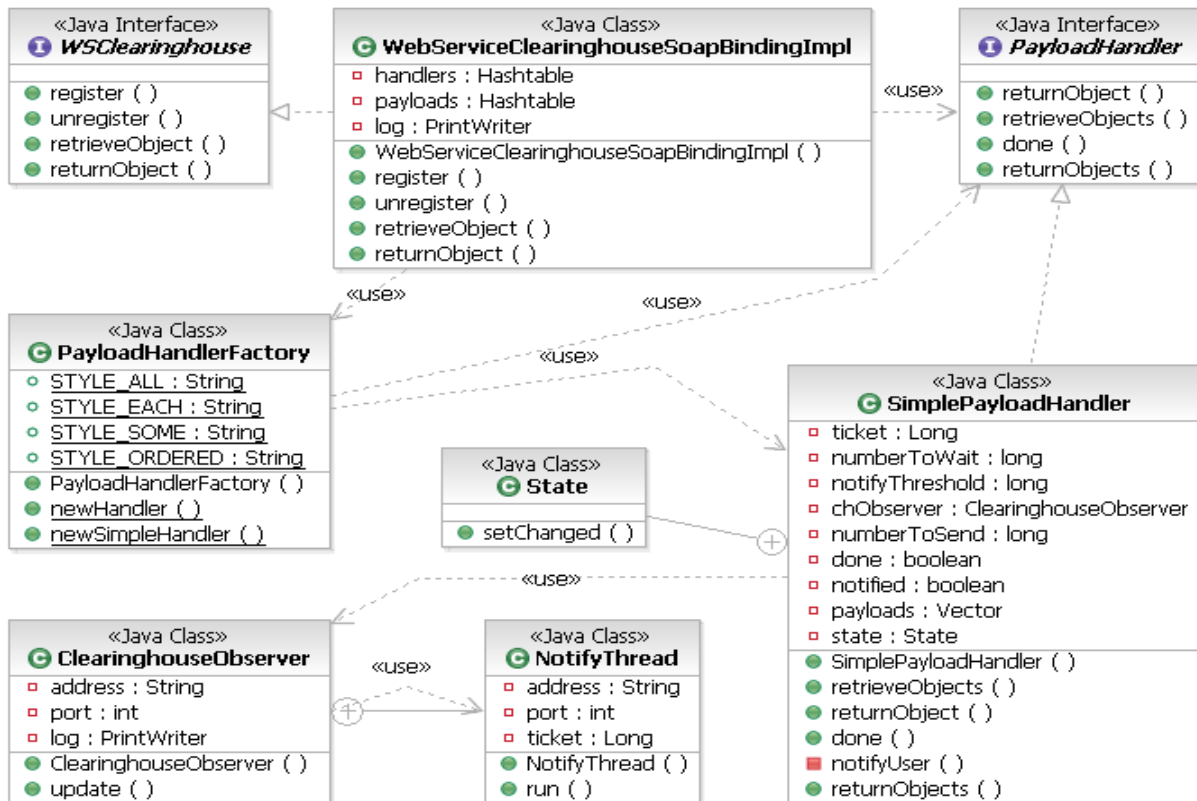 «Java Interface»
I WSClearinghouse
register ( )
unregister ( )
retrieveObject ( )
returnObject ( )
«Java Class»
C WebServiceClearinghouseSoapBindingImpl
handlers : Hashtable
payloads : Hashtable
log : PrintWriter
WebServiceClearinghouseSoapBindingImpl ( )
register ( )
unregister ( )
retrieveObject ( )
returnObject ( )
«use»
«Java Interface»
I PayloadHandler
returnObject ( )
retrieveObjects ( )
done ( )
returnObjects ( )
«use»
«use»
«use»
«Java Class»
C PayloadHandlerFactory
STYLE_ALL : String
STYLE_EACH : String
STYLE_SOME : String
STYLE_ORDERED : String
PayloadHandlerFactory ( )
newHandler ( )
newSimpleHandler ( )
«Java Class»
C State
setChanged ( )
«Java Class»
C SimplePayloadHandler
ticket : Long
numberToWait : long
notifyThreshold : long
chObserver : ClearinghouseObserver
numberToSend : long
done : boolean
notified : boolean
payloads : Vector
state : State
SimplePayloadHandler ( )
retrieveObjects ( )
returnObject ( )
done ( )
notifyUser ( )
returnObjects ( )
«use»
«Java Class»
C ClearinghouseObserver
address : String
port : int
log : PrintWriter
ClearinghouseObserver ( )
update ( )
«use»
«Java Class»
C NotifyThread
address : String
port : int
ticket : Long
NotifyThread ( )
run ( )